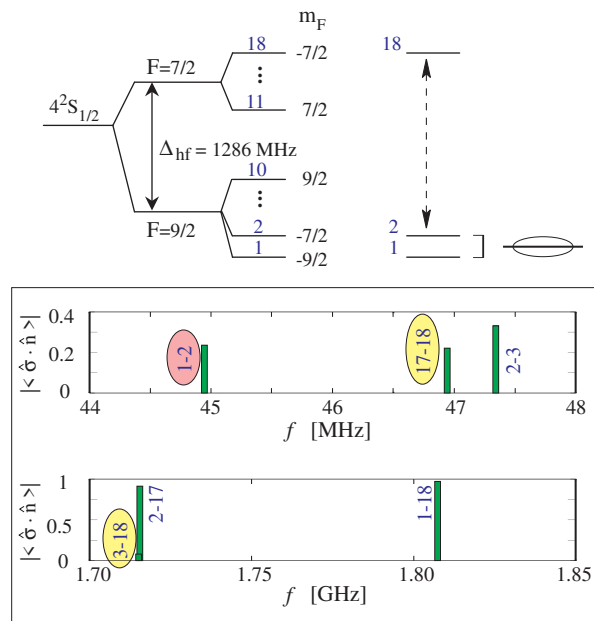 m_F
18 -7/2 18
F=7/2
11 7/2
4²S₁/₂
Δ_hf = 1286 MHz
10 9/2
2 -7/2 2
F=9/2
1 -9/2 1
|< σ̂ · n̂ >|
0.4
0.2
0
1-2
17-18
2-3
44 45 46 47 48
f [MHz]
|< σ̂ · n̂ >|
1
0.5
0
3-18
2-17
1-18
1.70 1.75 1.80 1.85
f [GHz]